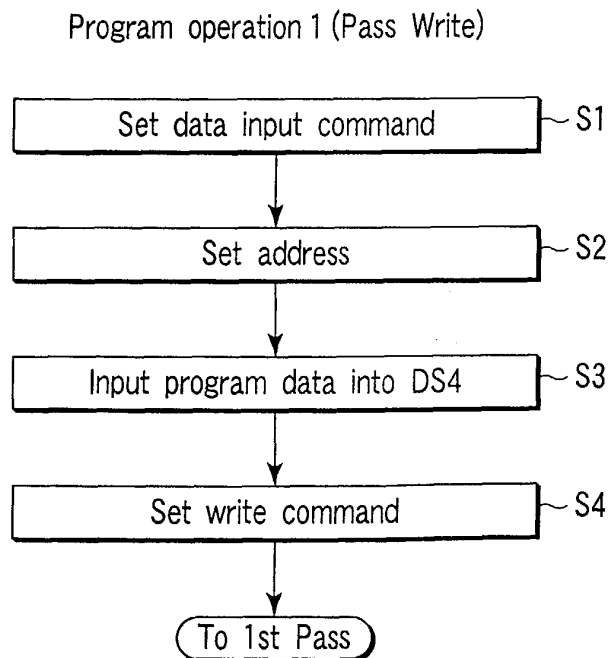 Program operation 1 (Pass Write)
Set data input command
S1
Set address
S2
Input program data into DS4
S3
Set write command
S4
To 1st Pass